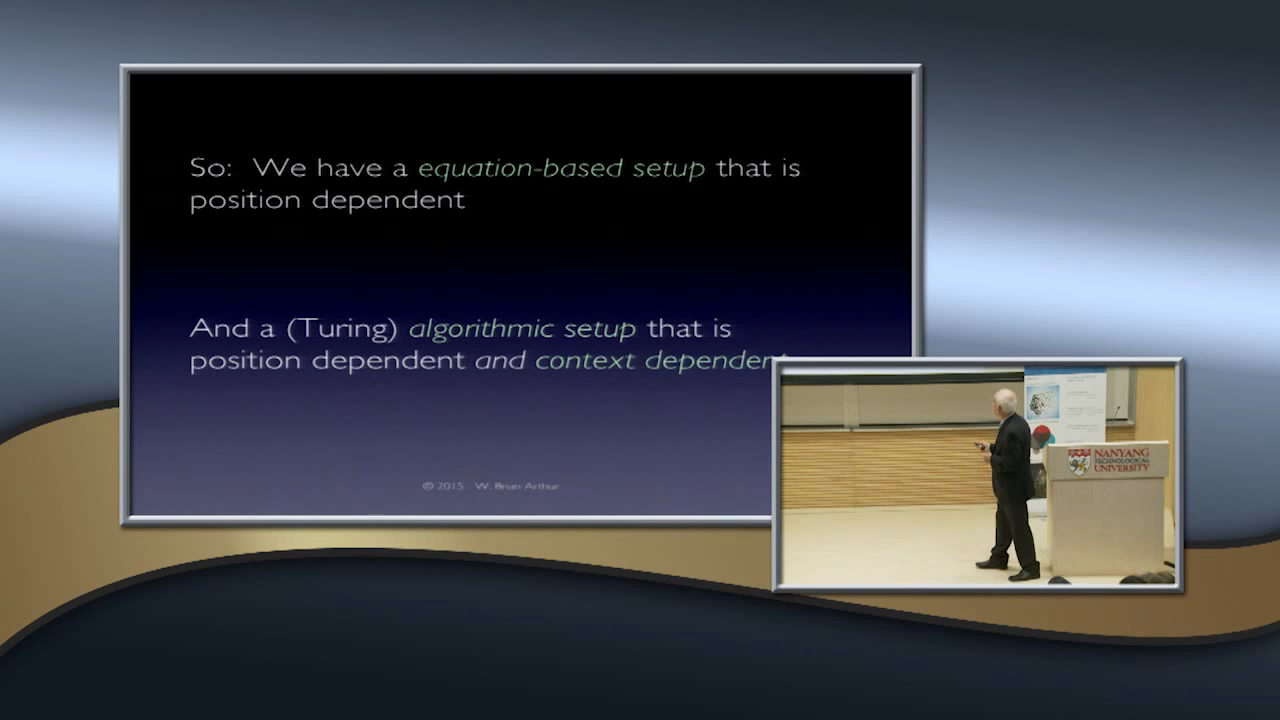 So: We have a equation-based setup that is
position dependent
And a (Turing) algorithmic setup that is
position dependent and context dependent
© 2015 W. Brian Arthur
NANYANG
TECHNOLOGICAL
UNIVERSITY